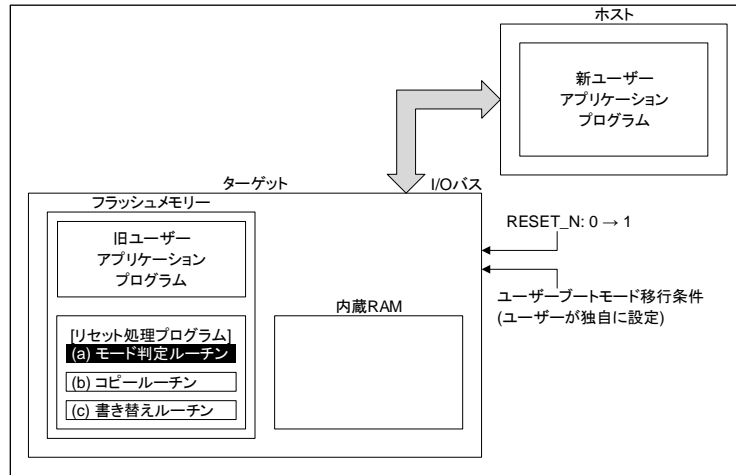 ホスト
新ユーザー
アプリケーション
プログラム
ターゲット
I/Oバス
フラッシュメモリー
旧ユーザー
アプリケーション
プログラム
RESET_N: 0 → 1
ユーザーブートモード移行条件
(ユーザーが独自に設定)
内蔵RAM
[リセット処理プログラム]
(a) モード判定ルーチン
(b) コピールーチン
(c) 書き替えルーチン